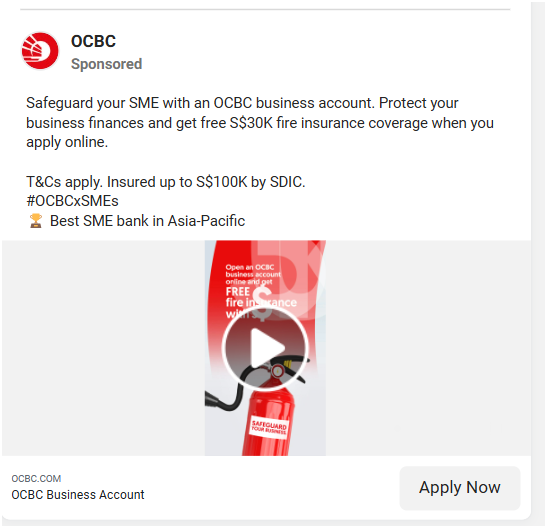 OCBC
Sponsored
Safeguard your SME with an OCBC business account. Protect your
business finances and get free S$30K fire insurance coverage when you
apply online.
T&Cs apply. Insured up to S$100K by SDIC.
#OCBCxSMEs
🏆 Best SME bank in Asia-Pacific
Open an OCBC
business account
online and get
FREE $
fire insurance
with S$
SAFEGUARD
YOUR BUSINESS
OCBC.COM
OCBC Business Account
Apply Now